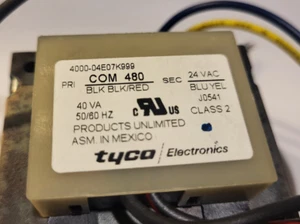 4000-04E07K999
PRI COM 480 SEC 24 VAC
BLK BLK/RED BLU YEL
40 VA J0541
50/60 HZ C UR US CLASS 2
PRODUCTS UNLIMITED
ASM IN MEXICO
tyco / Electronics